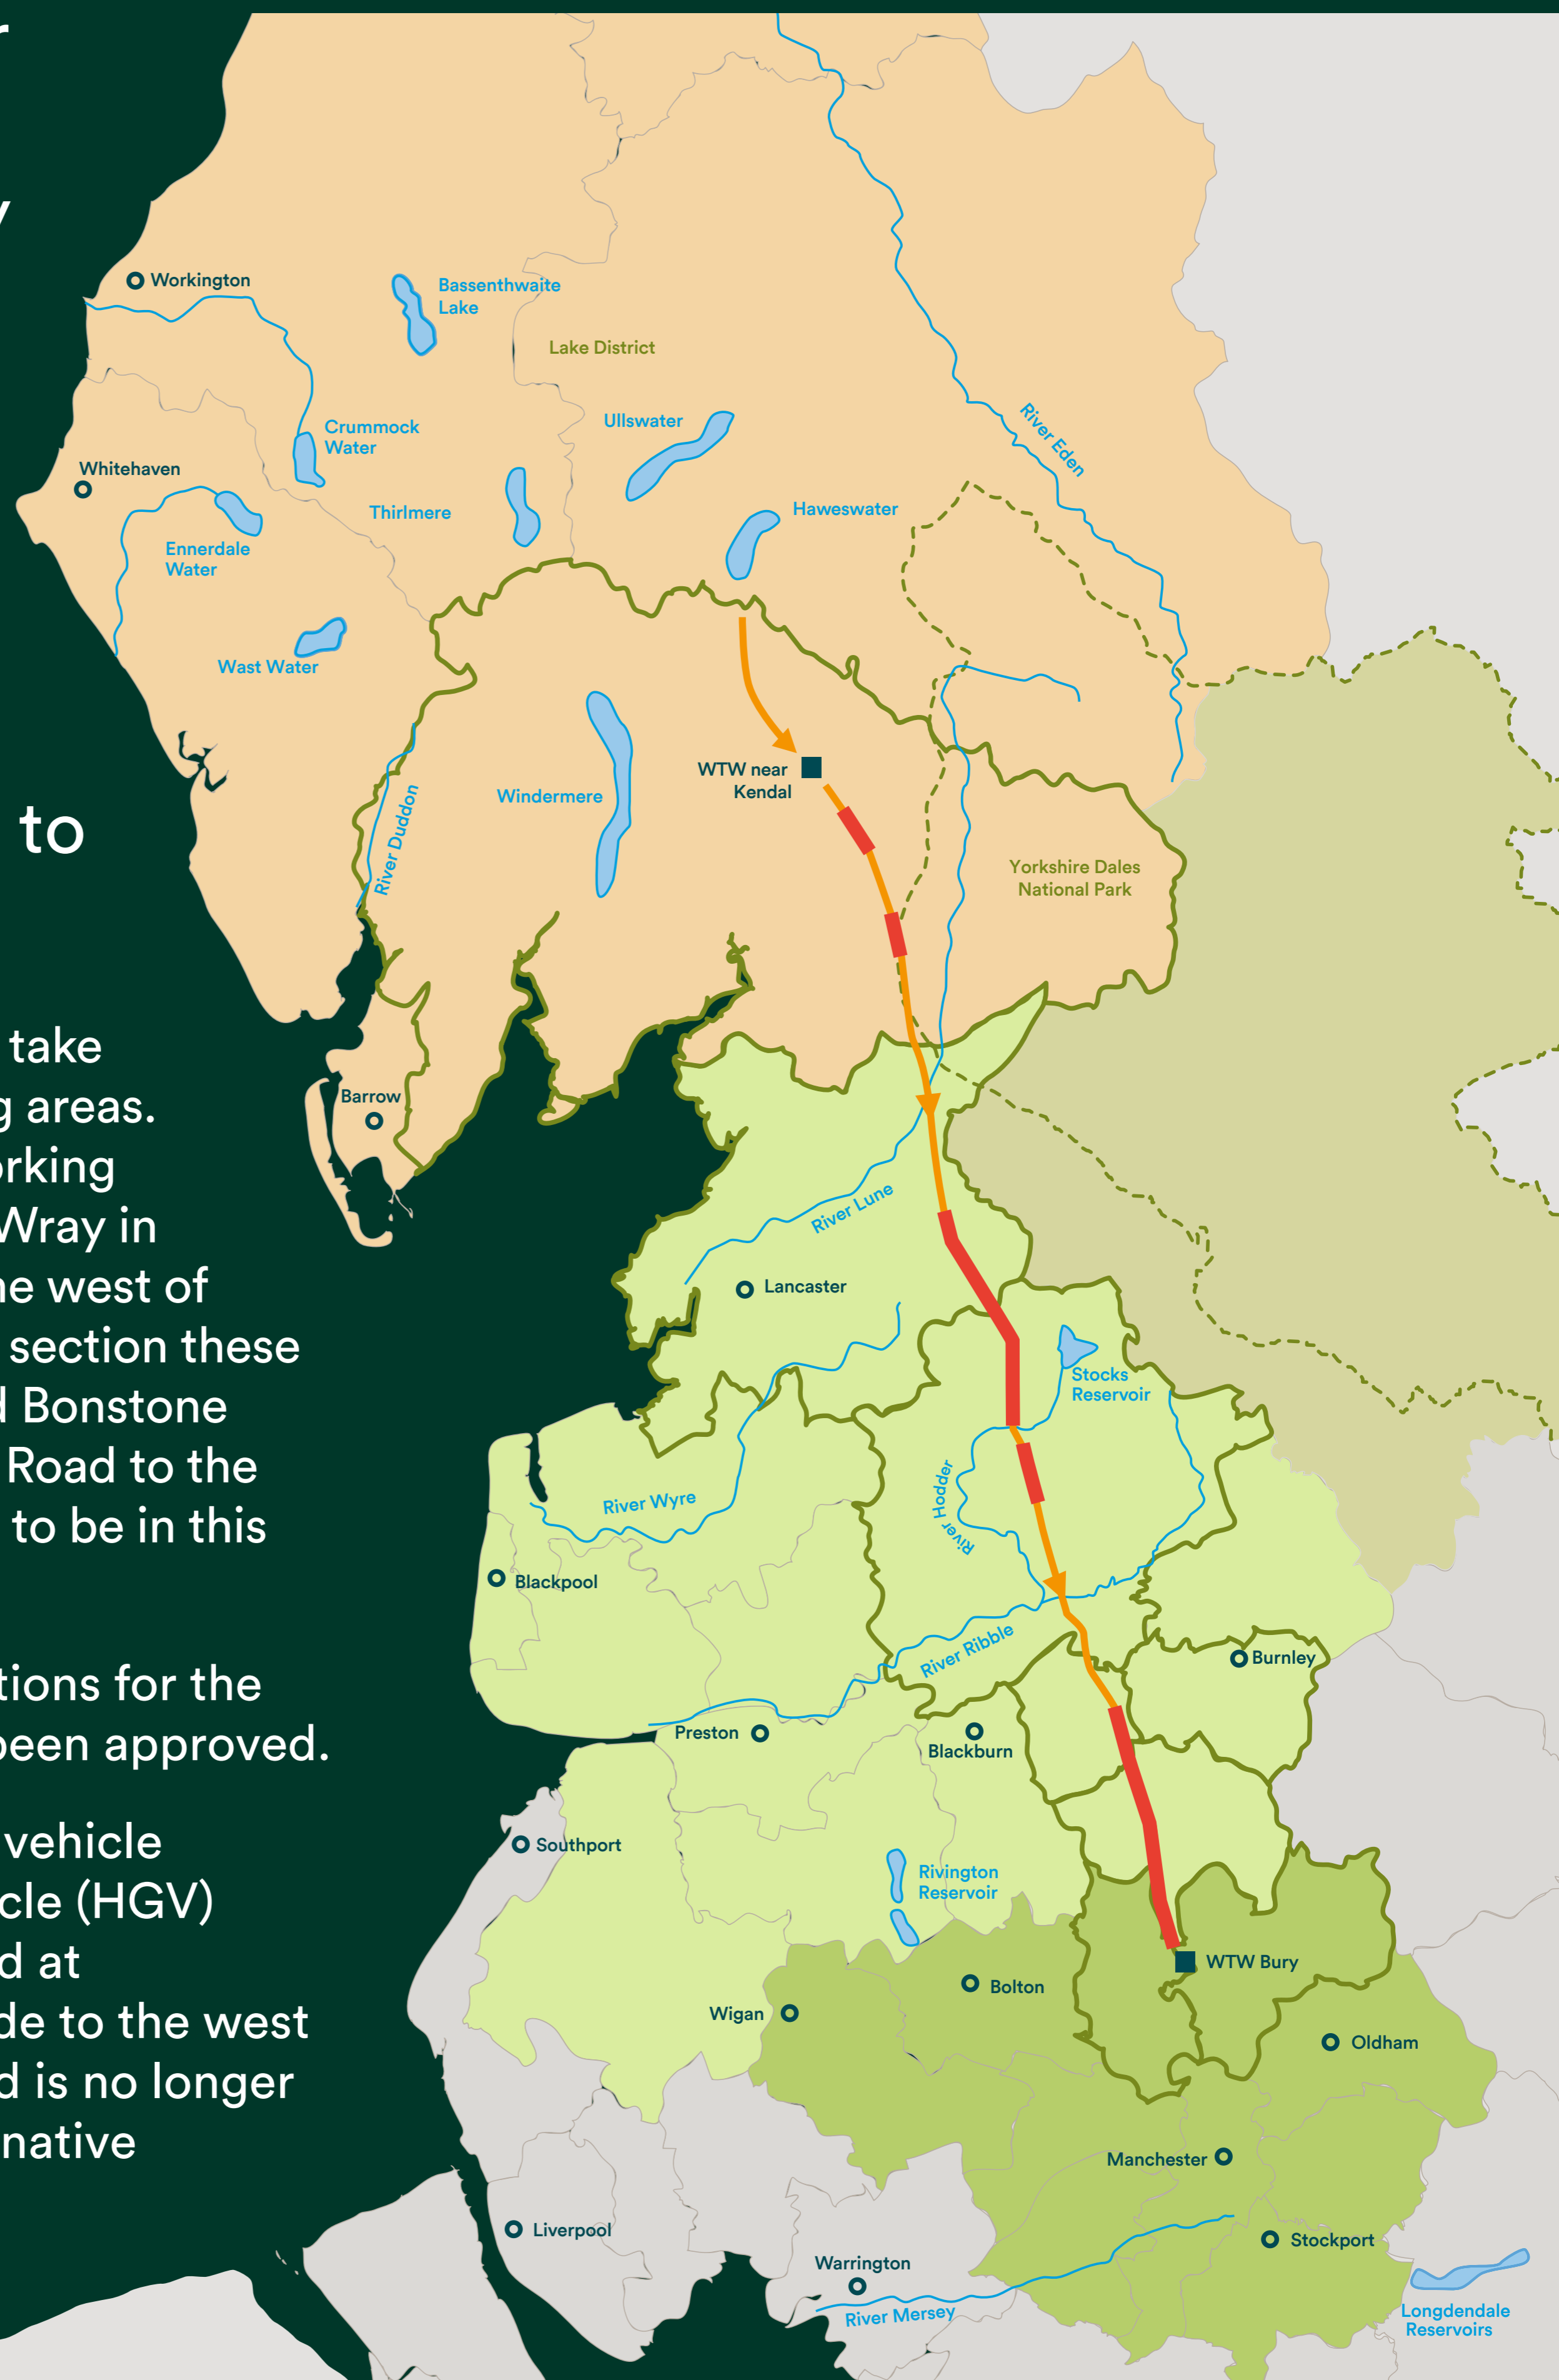 r
y
to
take
g areas.
orking
Wray in
ne west of
section these
d Bonstone
Road to the
to be in this
tions for the
been approved.
vehicle
cle (HGV)
d at
de to the west
d is no longer
native
Workington
Bassenthwaite
Lake
Lake District
Ullswater
River Eden
Crummock
Water
Whitehaven
Thirlmere
Haweswater
Ennerdale
Water
Wast Water
WTW near
Kendal
Windermere
River Duddon
Yorkshire Dales
National Park
Barrow
River Lune
Lancaster
Stocks
Reservoir
River Hodder
River Wyre
Blackpool
River Ribble
Burnley
Preston
Blackburn
Southport
Rivington
Reservoir
WTW Bury
Bolton
Wigan
Oldham
Manchester
Liverpool
Stockport
Warrington
River Mersey
Longdendale
Reservoirs